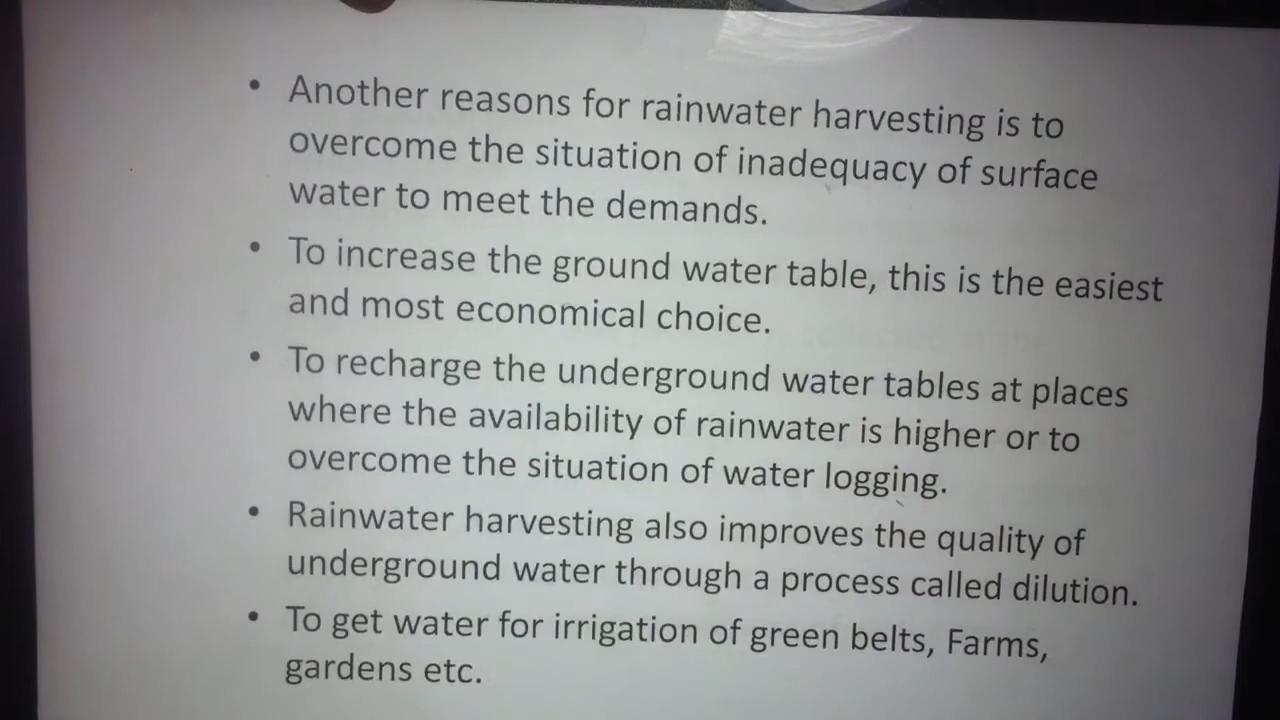 • Another reasons for rainwater harvesting is to
overcome the situation of inadequacy of surface
water to meet the demands.
• To increase the ground water table, this is the easiest
and most economical choice.
• To recharge the underground water tables at places
where the availability of rainwater is higher or to
overcome the situation of water logging.
• Rainwater harvesting also improves the quality of
underground water through a process called dilution.
• To get water for irrigation of green belts, Farms,
gardens etc.